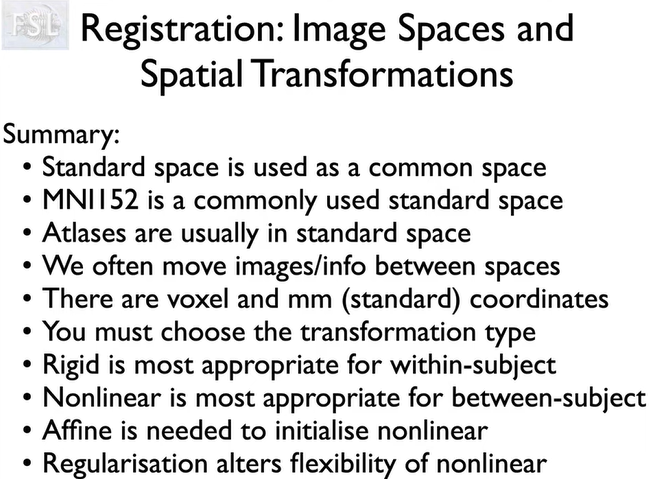 FSL
Registration: Image Spaces and
Spatial Transformations
Summary:
• Standard space is used as a common space
• MNI152 is a commonly used standard space
• Atlases are usually in standard space
• We often move images/info between spaces
• There are voxel and mm (standard) coordinates
• You must choose the transformation type
• Rigid is most appropriate for within-subject
• Nonlinear is most appropriate for between-subject
• Affine is needed to initialise nonlinear
• Regularisation alters flexibility of nonlinear